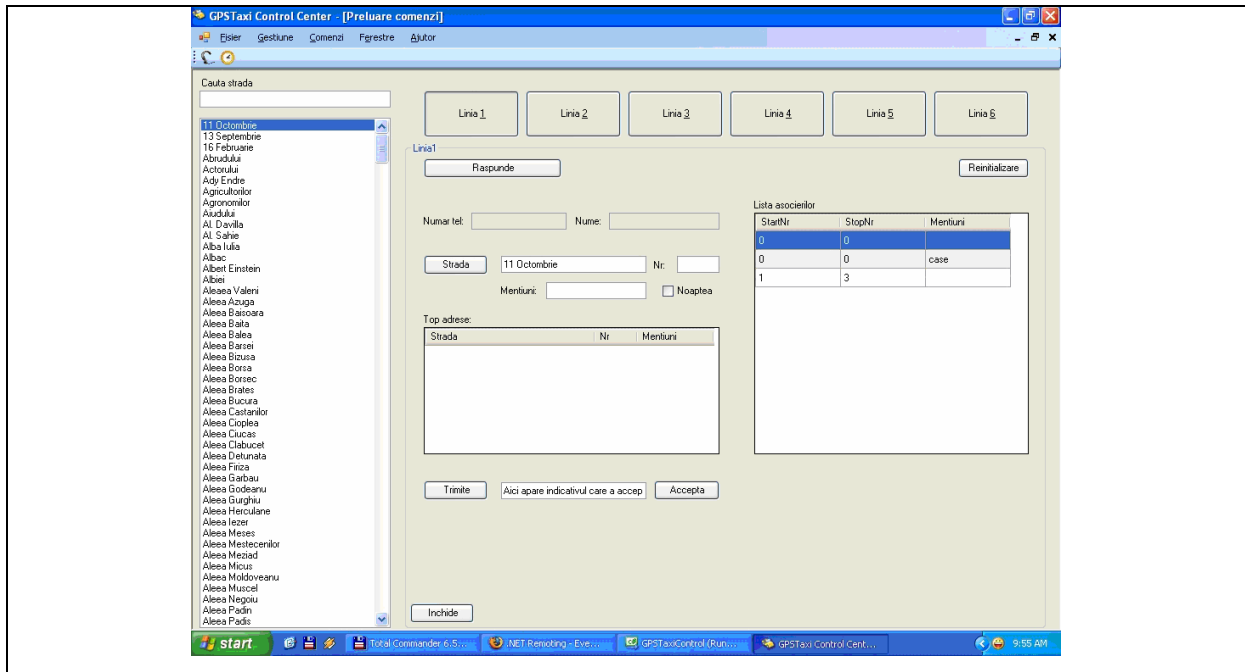 GPSTaxi Control Center - [Preluare comenzi]
Fisier Gestiune Comenzi Ferestre Ajutor
Cauta strada
11 Octombrie
13 Septembrie
16 Februarie
Abrudului
Actorului
Ady Endre
Agricultorilor
Agronomilor
Aiudului
Al. Davilla
Al. Sahie
Alba Iulia
Albac
Albert Einstein
Albiei
Aleaea Valeni
Aleea Azuga
Aleea Baisoara
Aleea Baita
Aleea Balea
Aleea Barsei
Aleea Bizusa
Aleea Borsa
Aleea Borsec
Aleea Brates
Aleea Bucura
Aleea Castanilor
Aleea Cioplea
Aleea Ciucas
Aleea Clabucet
Aleea Detunata
Aleea Firiza
Aleea Garbau
Aleea Godeanu
Aleea Gurghiu
Aleea Herculane
Aleea Iezer
Aleea Meses
Aleea Mestecenilor
Aleea Meziad
Aleea Micus
Aleea Moldoveanu
Aleea Muscel
Aleea Negoiu
Aleea Padin
Aleea Padis
Linia 1 Linia 2 Linia 3 Linia 4 Linia 5 Linia 6
Linia1
Raspunde Reinitializare
Numar tel: Nume:
Strada 11 Octombrie Nr:
Mentiuni: Noaptea
Top adrese:
Strada Nr Mentiuni
Trimite Aici apare indicativul care a accep Accepta
Lista asocierilor
StartNr StopNr Mentiuni
0 0
0 0 case
1 3
Inchide
start Total Commander 6.5... .NET Remoting - Eve... GPSTaxiControl (Run... GPSTaxi Control Cent... 9:55 AM